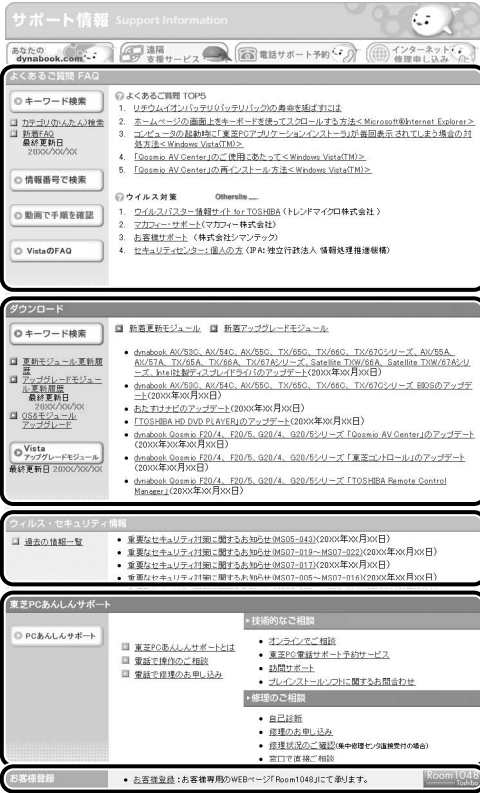 サポート情報 Support Information
あなたの dynabook.com
遠隔支援サービス
電話サポート予約
インターネット修理申し込み
よくあるご質問 FAQ
キーワード検索
カテゴリ(かんたん)検索
新着FAQ
最終更新日
20XX/XX/XX
情報番号で検索
動画で手順を確認
VistaのFAQ
よくあるご質問 TOP5
1. リチウムイオンバッテリ(バッテリパック)の寿命を延ばすには
2. ホームページの画面上をキーボードを使ってスクロールする方法<Microsoft®Internet Explorer>
3. コンピュータの起動時に「東芝PCアプリケーションインストーラ」が毎回表示されてしまう場合の対
処方法<Windows Vista(TM)>
4. 「Qosmio AV Center」のご使用にあたって<Windows Vista(TM)>
5. 「Qosmio AV Center」の再インストール方法<Windows Vista(TM)>
ウイルス対策 Othersite
1. ウイルスバスター情報サイト for TOSHIBA(トレンドマイクロ株式会社)
2. マカフィー・サポート(マカフィー株式会社)
3. お客様サポート (株式会社シマンテック)
4. セキュリティセンター:個人の方 (IPA:独立行政法人 情報処理推進機構)
ダウンロード
キーワード検索
更新モジュール更新履
歴
アップグレードモジュー
ル更新履歴
最終更新日
20XX/XX/XX
OS&モジュール
アップグレード
Vista
アップグレードモジュール
最終更新日 20XX/XX/XX
新着更新モジュール 新着アップグレードモジュール
dynabook AX/53C、AX/54C、AX/55C、TX/65C、TX/66C、TX/67Cシリーズ、AX/55A、
AX/57A、TX/65A、TX/66A、TX/67Aシリーズ、Satellite TXW/66A、Satellite TXW/67Aシリ
ーズ、Intel社製ディスプレイドライバのアップデート(20XX年XX月XX日)
dynabook AX/53C、AX/54C、AX/55C、TX/65C、TX/66C、TX/67Cシリーズ BIOSのアップデ
ート(20XX年XX月XX日)
おたすけナビのアップデート(20XX年XX月XX日)
「TOSHIBA HD DVD PLAYER」のアップデート(20XX年XX月XX日)
dynabook Qosmio F20/4、F20/5、G20/4、G20/5シリーズ 「Qosmio AV Center」のアップデート
(20XX年XX年XX月XX日)
dynabook Qosmio F20/4、F20/5、G20/4、G20/5シリーズ 「東芝コントロール」のアップデート
(20XX年XX月XX日)
dynabook Qosmio F20/4、F20/5、G20/4、G20/5シリーズ 「TOSHIBA Remote Control
Manager」(20XX年XX月XX日)
ウィルス・セキュリティ情報
過去の情報一覧
重要なセキュリティ対策に関するお知らせ(MS05-043)(20XX年XX月XX日)
重要なセキュリティ対策に関するお知らせ(MS07-019〜MS07-022)(20XX年XX月XX日)
重要なセキュリティ対策に関するお知らせ(MS07-017)(20XX年XX月XX日)
重要なセキュリティ対策に関するお知らせ(MS07-005〜MS07-016)(20XX年XX月XX日)
東芝PCあんしんサポート
PCあんしんサポート
東芝PCあんしんサポートとは
電話で操作のご相談
電話で修理のお申し込み
技術的なご相談
オンラインでご相談
東芝PC電話サポート予約サービス
訪問サポート
プレインストールソフトに関するお問合わせ
修理のご相談
自己診断
修理のお申し込み
修理状況のご確認(集中修理センタ直接受付の場合)
窓口で直接ご相談
お客様登録
お客様登録:お客様専用のWEBページ「Room1048」にて承ります。
Room1048
Toshiba